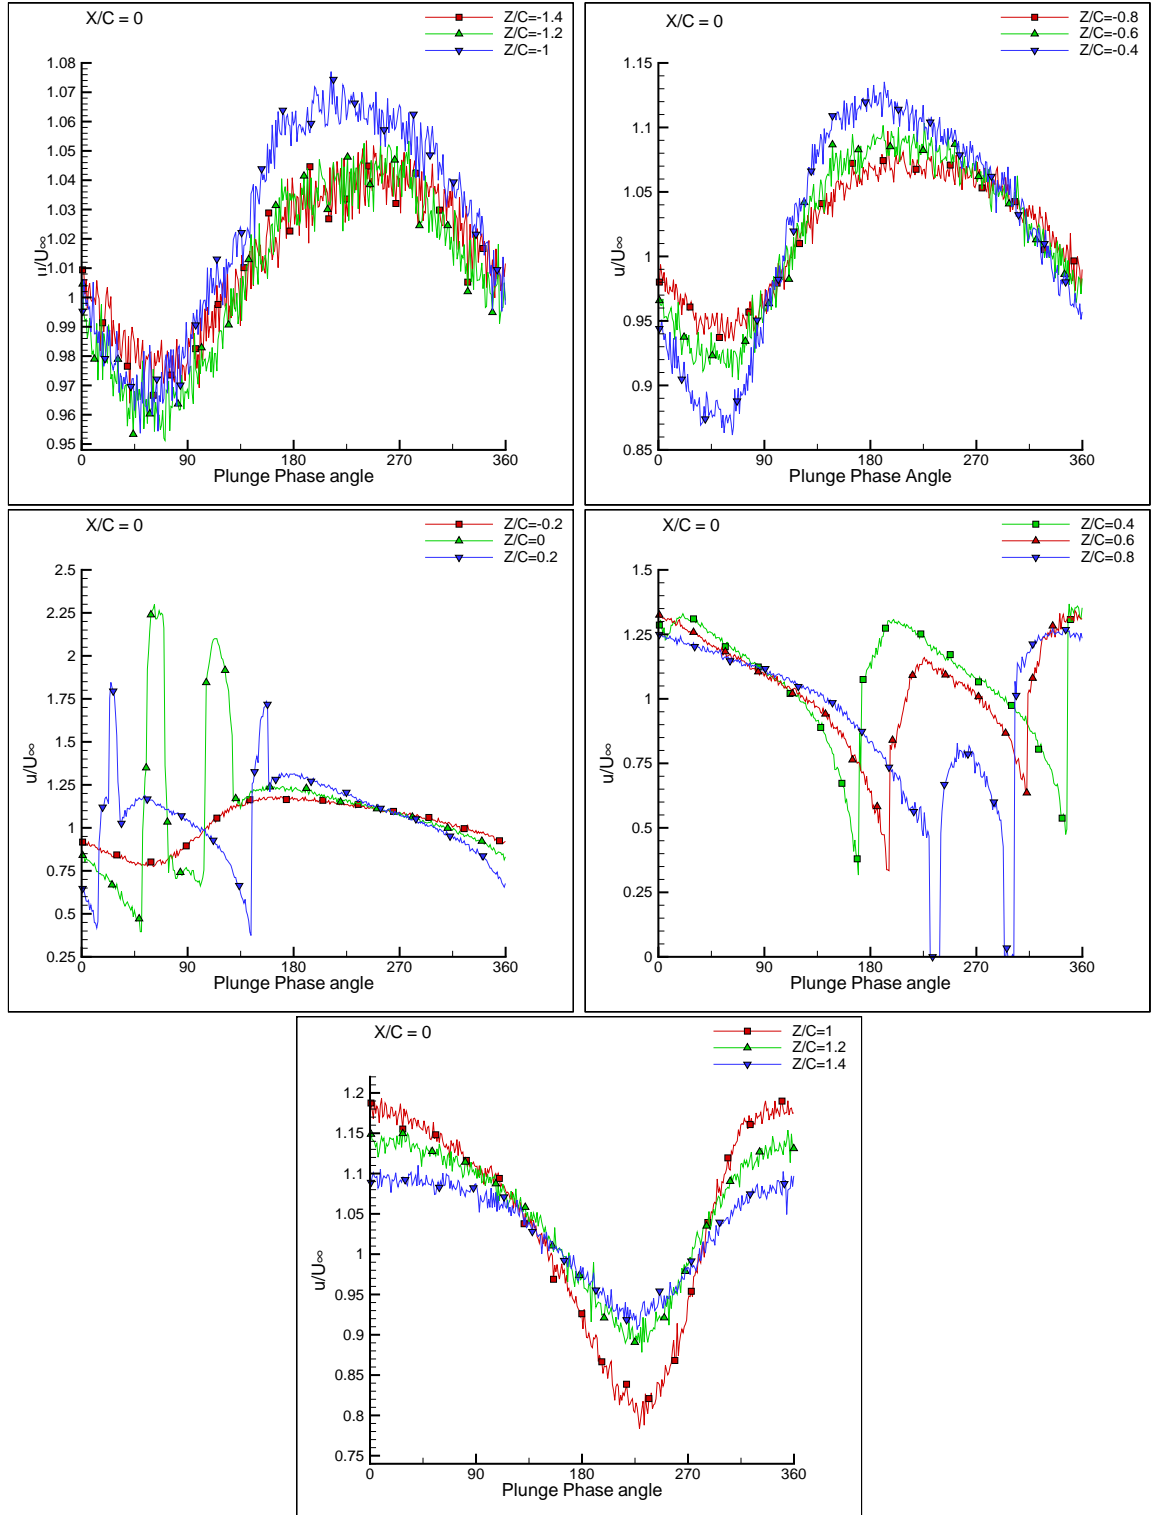 X/C = 0
Z/C=-1.4
Z/C=-1.2
Z/C=-1
1.08
1.07
1.06
1.05
1.04
1.03
1.02
1.01
1
0.99
0.98
0.97
0.96
0.95
u/U∞
0 90 180 270 360
Plunge Phase angle
X/C = 0
Z/C=-0.8
Z/C=-0.6
Z/C=-0.4
1.15
1.1
1.05
1
0.95
0.9
0.85
u/U∞
0 90 180 270 360
Plunge Phase Angle
X/C = 0
Z/C=-0.2
Z/C=0
Z/C=0.2
2.5
2.25
2
1.75
1.5
1.25
1
0.75
0.5
0.25
u/U∞
0 90 180 270 360
Plunge Phase angle
X/C = 0
Z/C=0.4
Z/C=0.6
Z/C=0.8
1.5
1.25
1
0.75
0.5
0.25
0
u/U∞
0 90 180 270 360
Plunge Phase angle
X/C = 0
Z/C=1
Z/C=1.2
Z/C=1.4
1.2
1.15
1.1
1.05
1
0.95
0.9
0.85
0.8
0.75
u/U∞
0 90 180 270 360
Plunge Phase angle